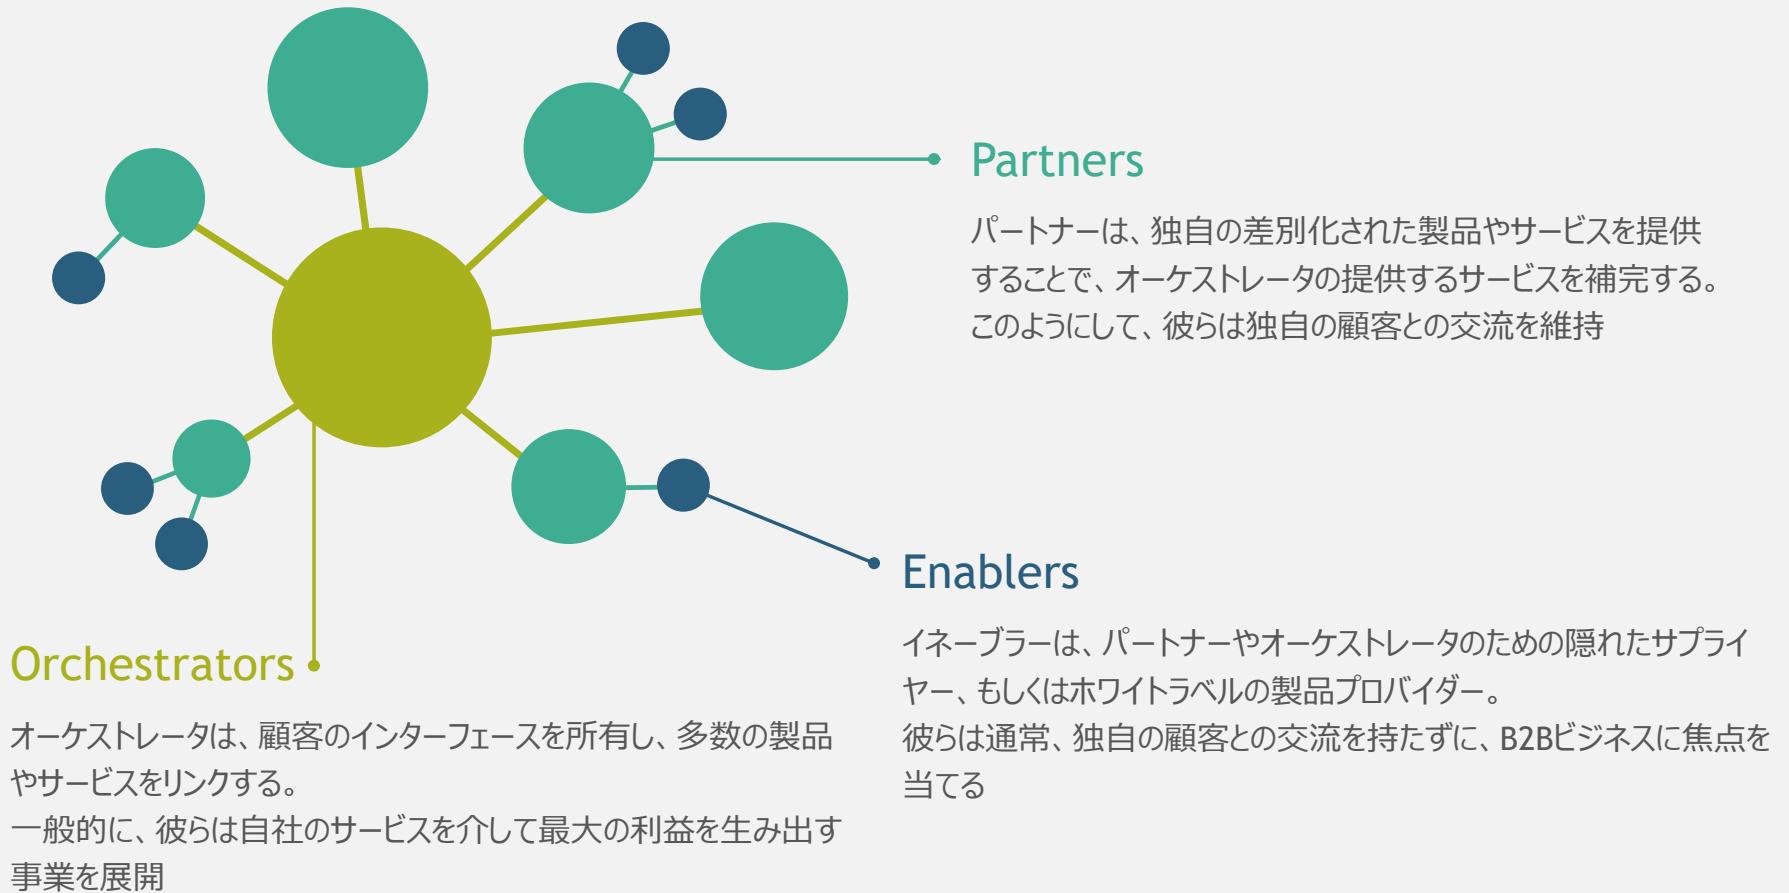 Partners
パートナーは、独自の差別化された製品やサービスを提供
することで、オーケストレータの提供するサービスを補完する。
このようにして、彼らは独自の顧客との交流を維持
Enablers
イネーブラーは、パートナーやオーケストレータのための隠れたサプライ
ヤー、もしくはホワイトラベルの製品プロバイダー。
彼らは通常、独自の顧客との交流を持たずに、B2Bビジネスに焦点を
当てる
Orchestrators
オーケストレータは、顧客のインターフェースを所有し、多数の製品
やサービスをリンクする。
一般的に、彼らは自社のサービスを介して最大の利益を生み出す
事業を展開